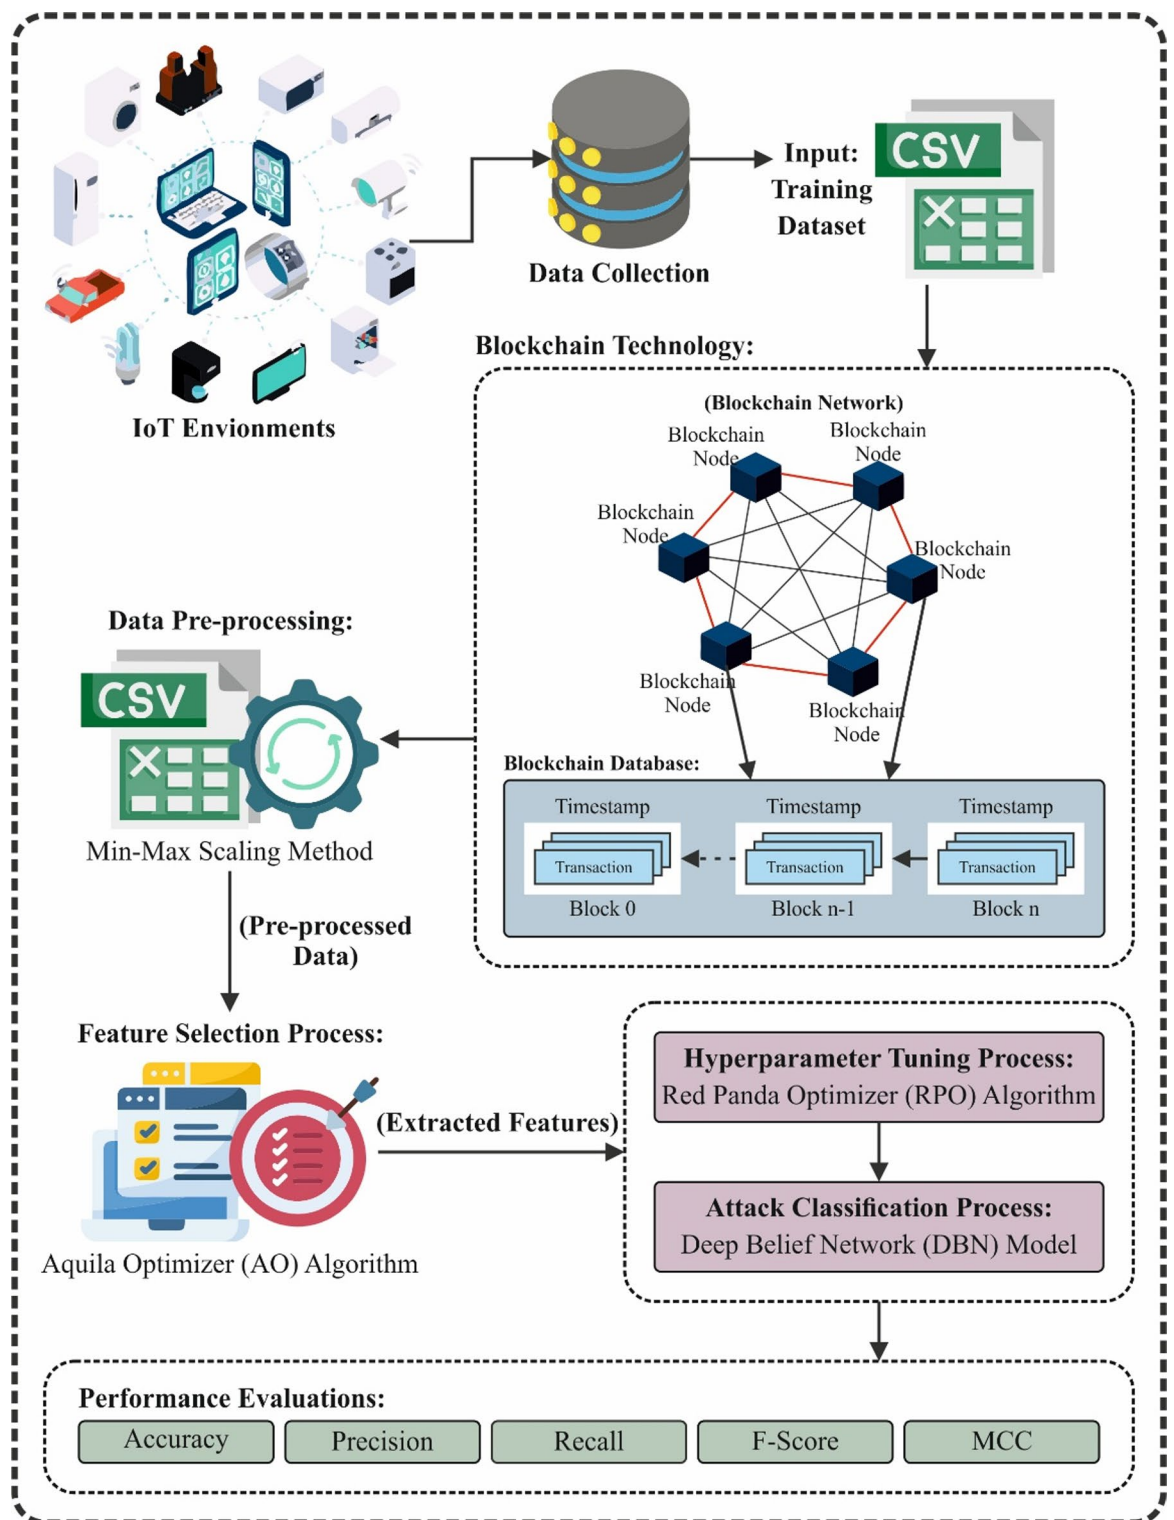 IoT Envionments
Data Collection
Input:
Training
Dataset
CSV
Blockchain Technology:
(Blockchain Network)
Blockchain
Node
Blockchain
Node
Blockchain
Node
Blockchain
Node
Blockchain
Node
Blockchain
Node
Blockchain Database:
Timestamp
Timestamp
Timestamp
Transaction
Transaction
Transaction
Block 0
Block n-1
Block n
Data Pre-processing:
CSV
Min-Max Scaling Method
(Pre-processed
Data)
Feature Selection Process:
Aquila Optimizer (AO) Algorithm
(Extracted Features)
Hyperparameter Tuning Process:
Red Panda Optimizer (RPO) Algorithm
Attack Classification Process:
Deep Belief Network (DBN) Model
Performance Evaluations:
Accuracy
Precision
Recall
F-Score
MCC